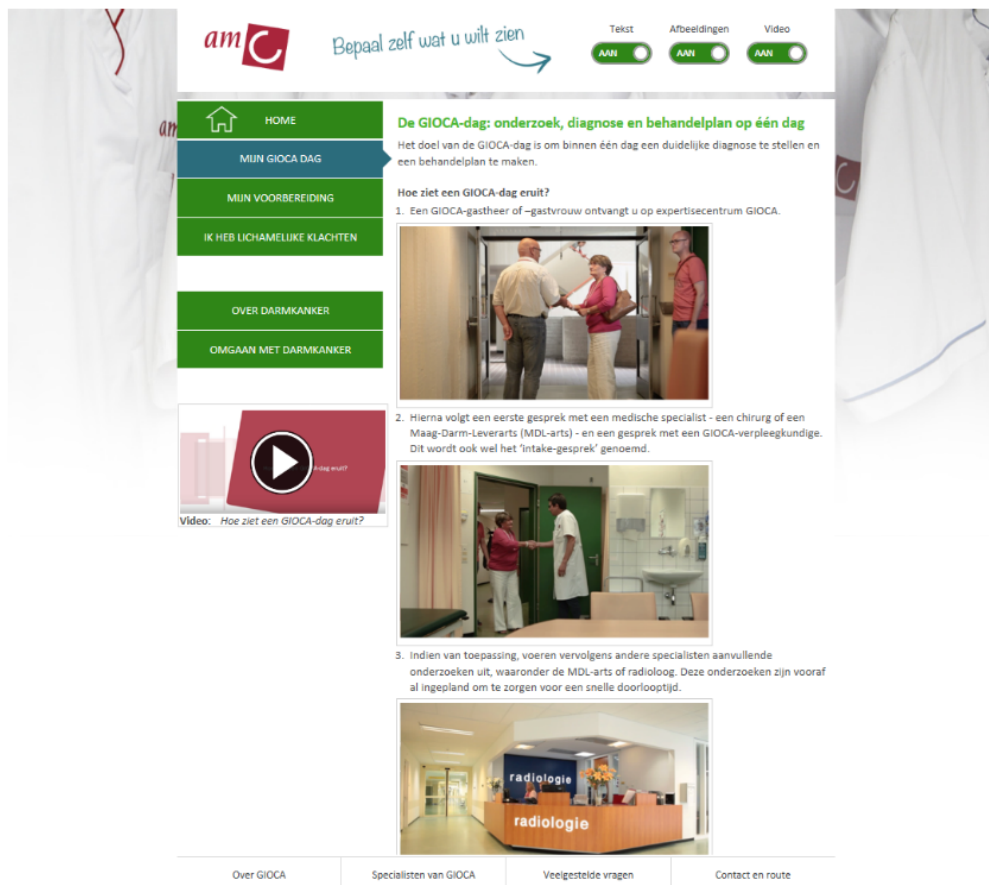 amC
Bepaal zelf wat u wilt zien
Tekst
Afbeeldingen
Video
AAN
AAN
AAN
HOME
MIJN GIOCA DAG
MIJN VOORBEREIDING
IK HEB LICHAMELIJKE KLACHTEN
OVER DARMKANKER
OMGAAN MET DARMKANKER
Video: Hoe ziet een GIOCA-dag eruit?
De GIOCA-dag: onderzoek, diagnose en behandelplan op één dag
Het doel van de GIOCA-dag is om binnen één dag een duidelijke diagnose te stellen en
een behandelplan te maken.
Hoe ziet een GIOCA-dag eruit?
1. Een GIOCA-gastheer of –gastvrouw ontvangt u op expertisecentrum GIOCA.
2. Hierna volgt een eerste gesprek met een medische specialist - een chirurg of een
Maag-Darm-Leverarts (MDL-arts) - en een gesprek met een GIOCA-verpleegkundige.
Dit wordt ook wel het ‘intake-gesprek’ genoemd.
3. Indien van toepassing, voeren vervolgens andere specialisten aanvullende
onderzoeken uit, waaronder de MDL-arts of radioloog. Deze onderzoeken zijn vooraf
al ingepland om te zorgen voor een snelle doorlooptijd.
radiologie
radiologie
Over GIOCA
Specialisten van GIOCA
Veelgestelde vragen
Contact en route